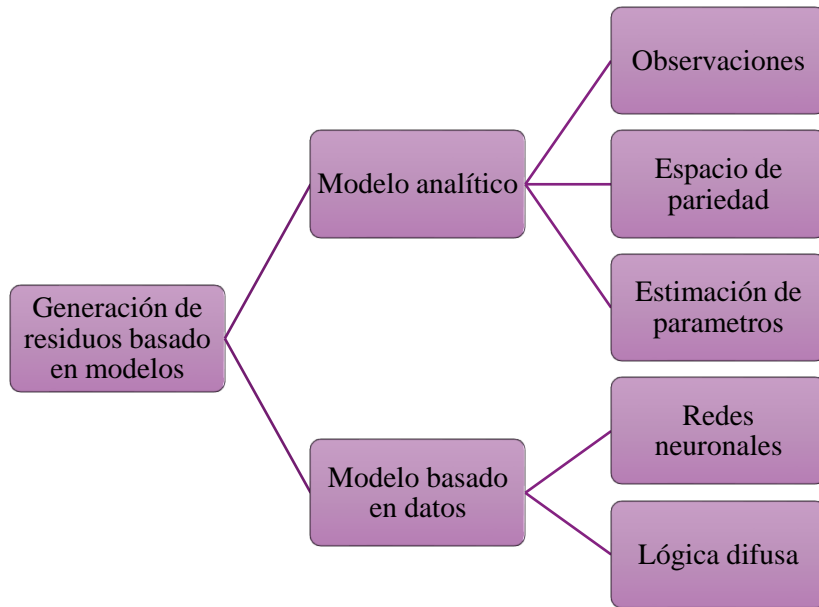 Generación de
residuos basado
en modelos
Modelo analítico
Observaciones
Espacio de
pariedad
Estimación de
parametros
Modelo basado
en datos
Redes
neuronales
Lógica difusa